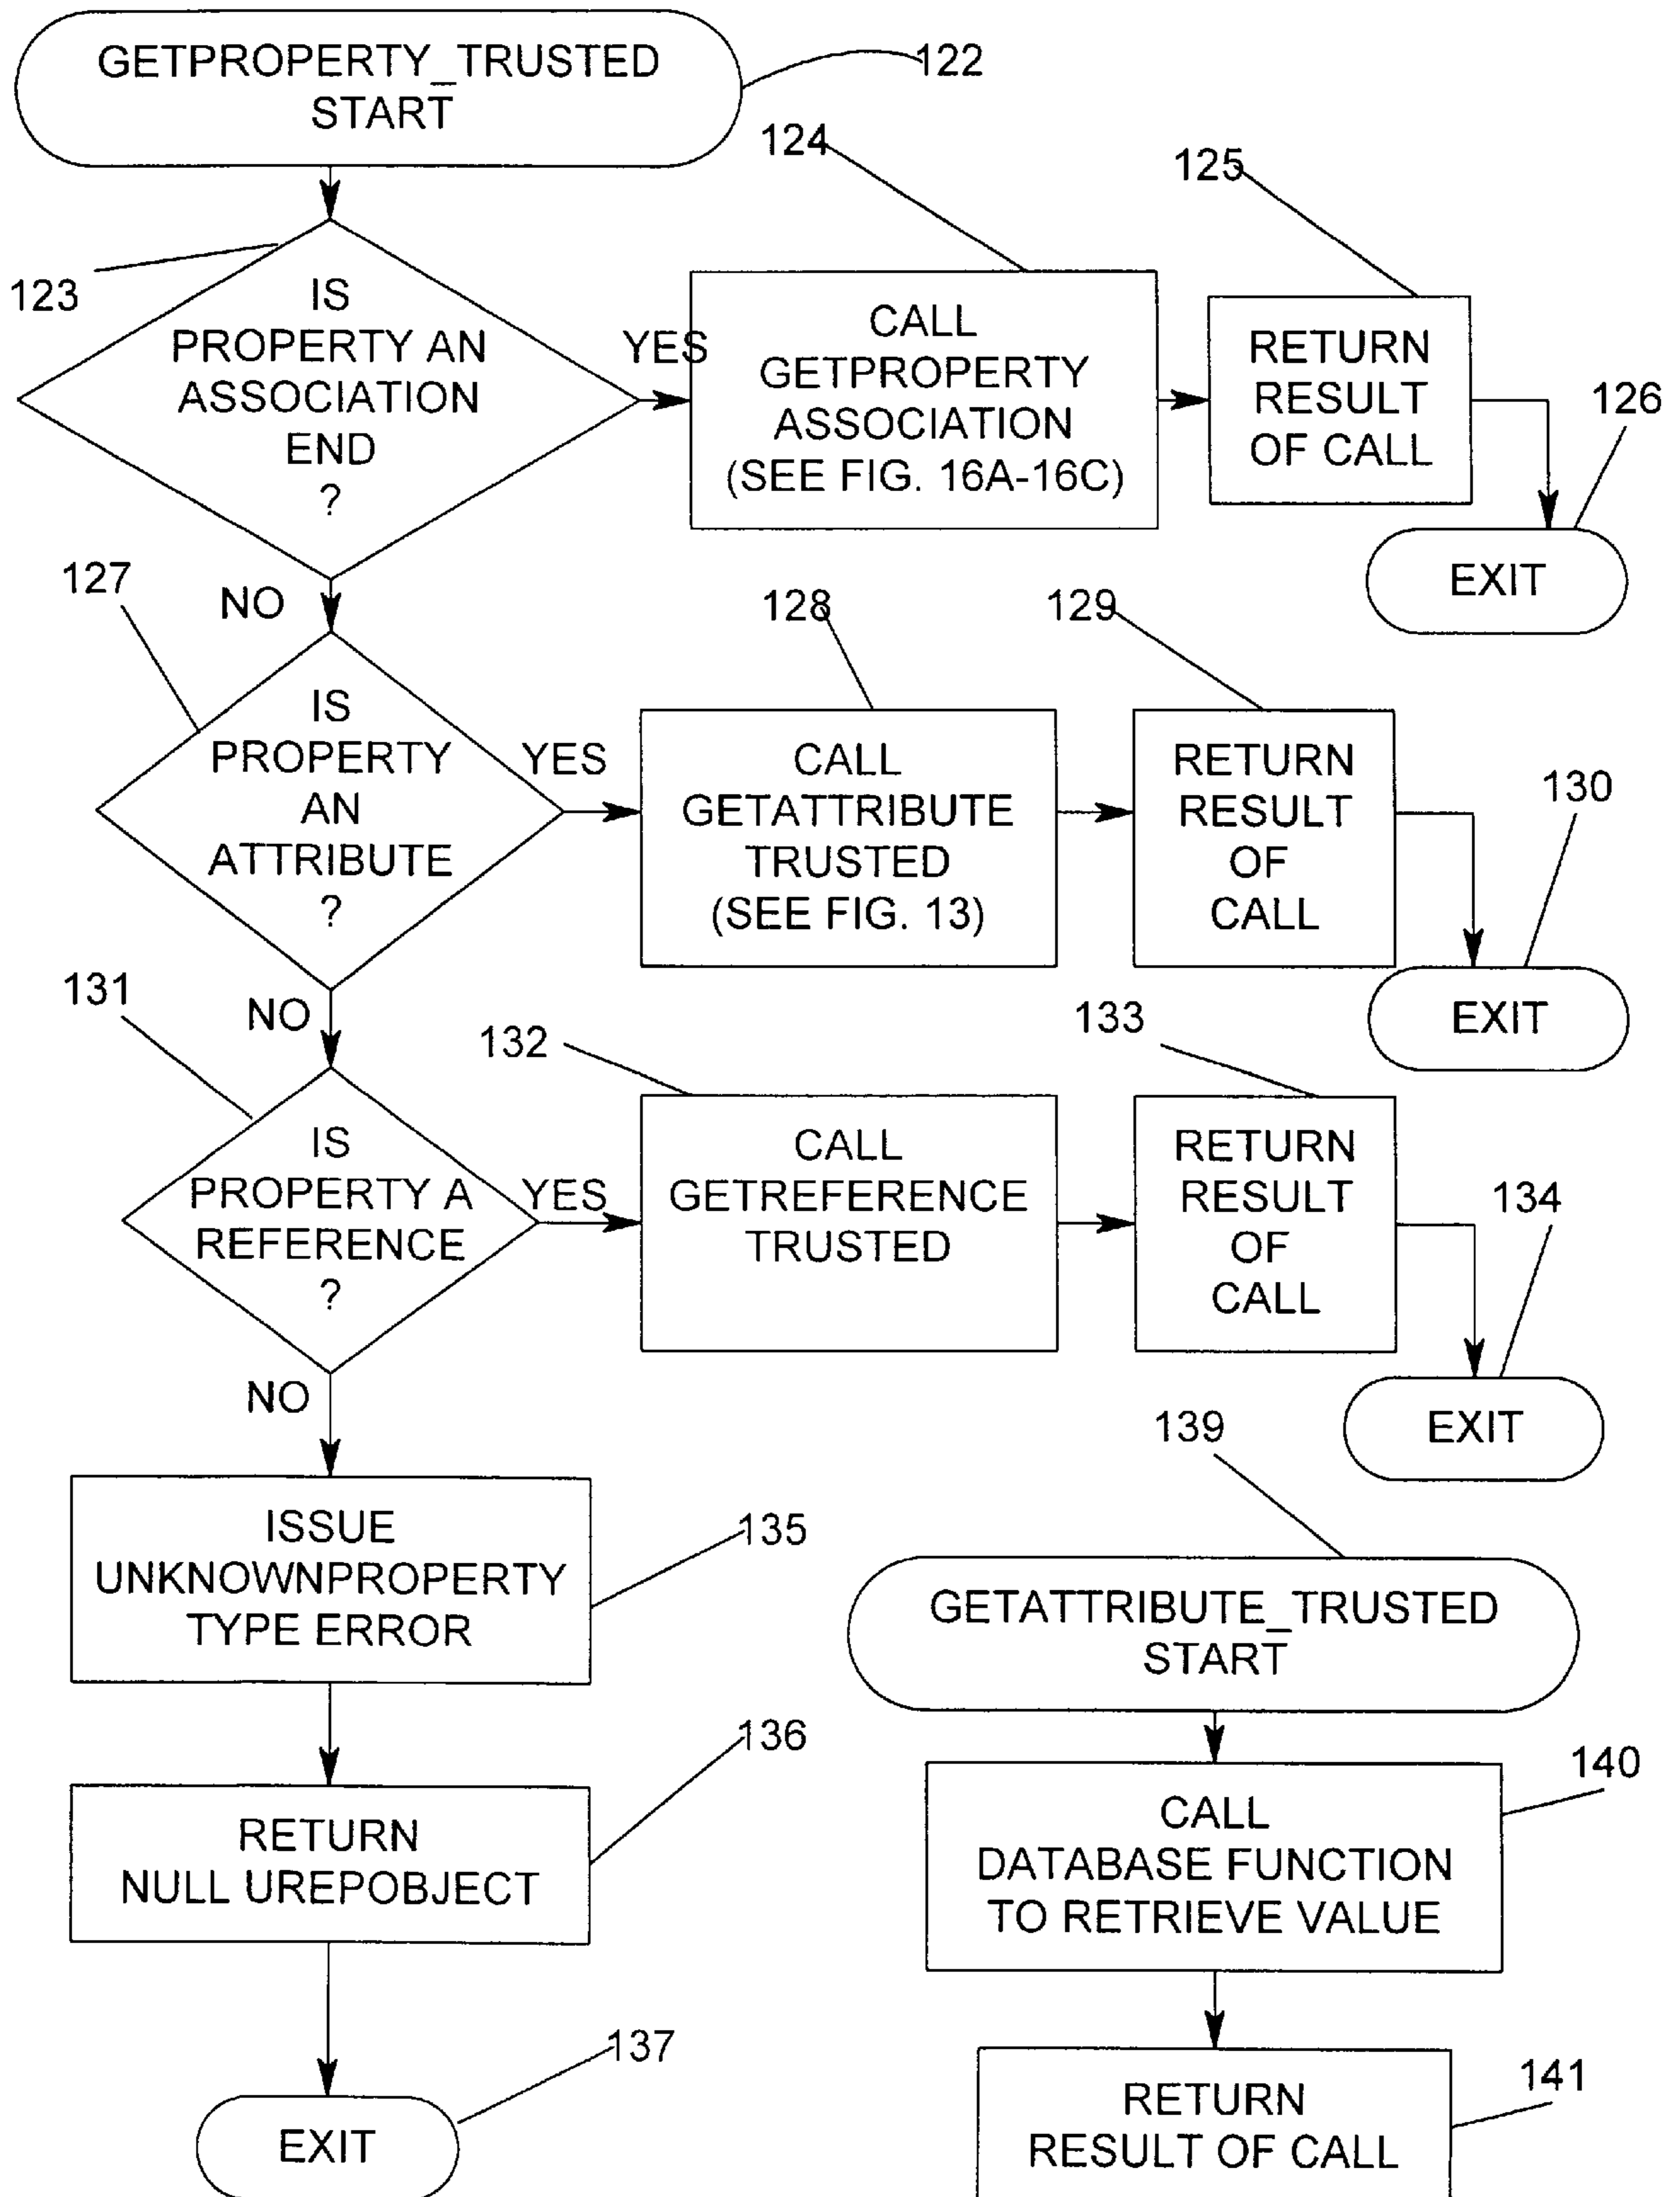 GETPROPERTY_TRUSTED
START
122
123
IS
PROPERTY AN
ASSOCIATION
END
?
YES
124
CALL
GETPROPERTY
ASSOCIATION
(SEE FIG. 16A-16C)
125
RETURN
RESULT
OF CALL
126
EXIT
NO
127
IS
PROPERTY
AN
ATTRIBUTE
?
YES
128
CALL
GETATTRIBUTE
TRUSTED
(SEE FIG. 13)
129
RETURN
RESULT
OF
CALL
130
EXIT
NO
131
IS
PROPERTY A
REFERENCE
?
YES
132
CALL
GETREFERENCE
TRUSTED
133
RETURN
RESULT
OF
CALL
134
EXIT
NO
ISSUE
UNKNOWNPROPERTY
TYPE ERROR
135
RETURN
NULL UREPOBJECT
136
EXIT
137
139
GETATTRIBUTE_TRUSTED
START
140
CALL
DATABASE FUNCTION
TO RETRIEVE VALUE
141
RETURN
RESULT OF CALL